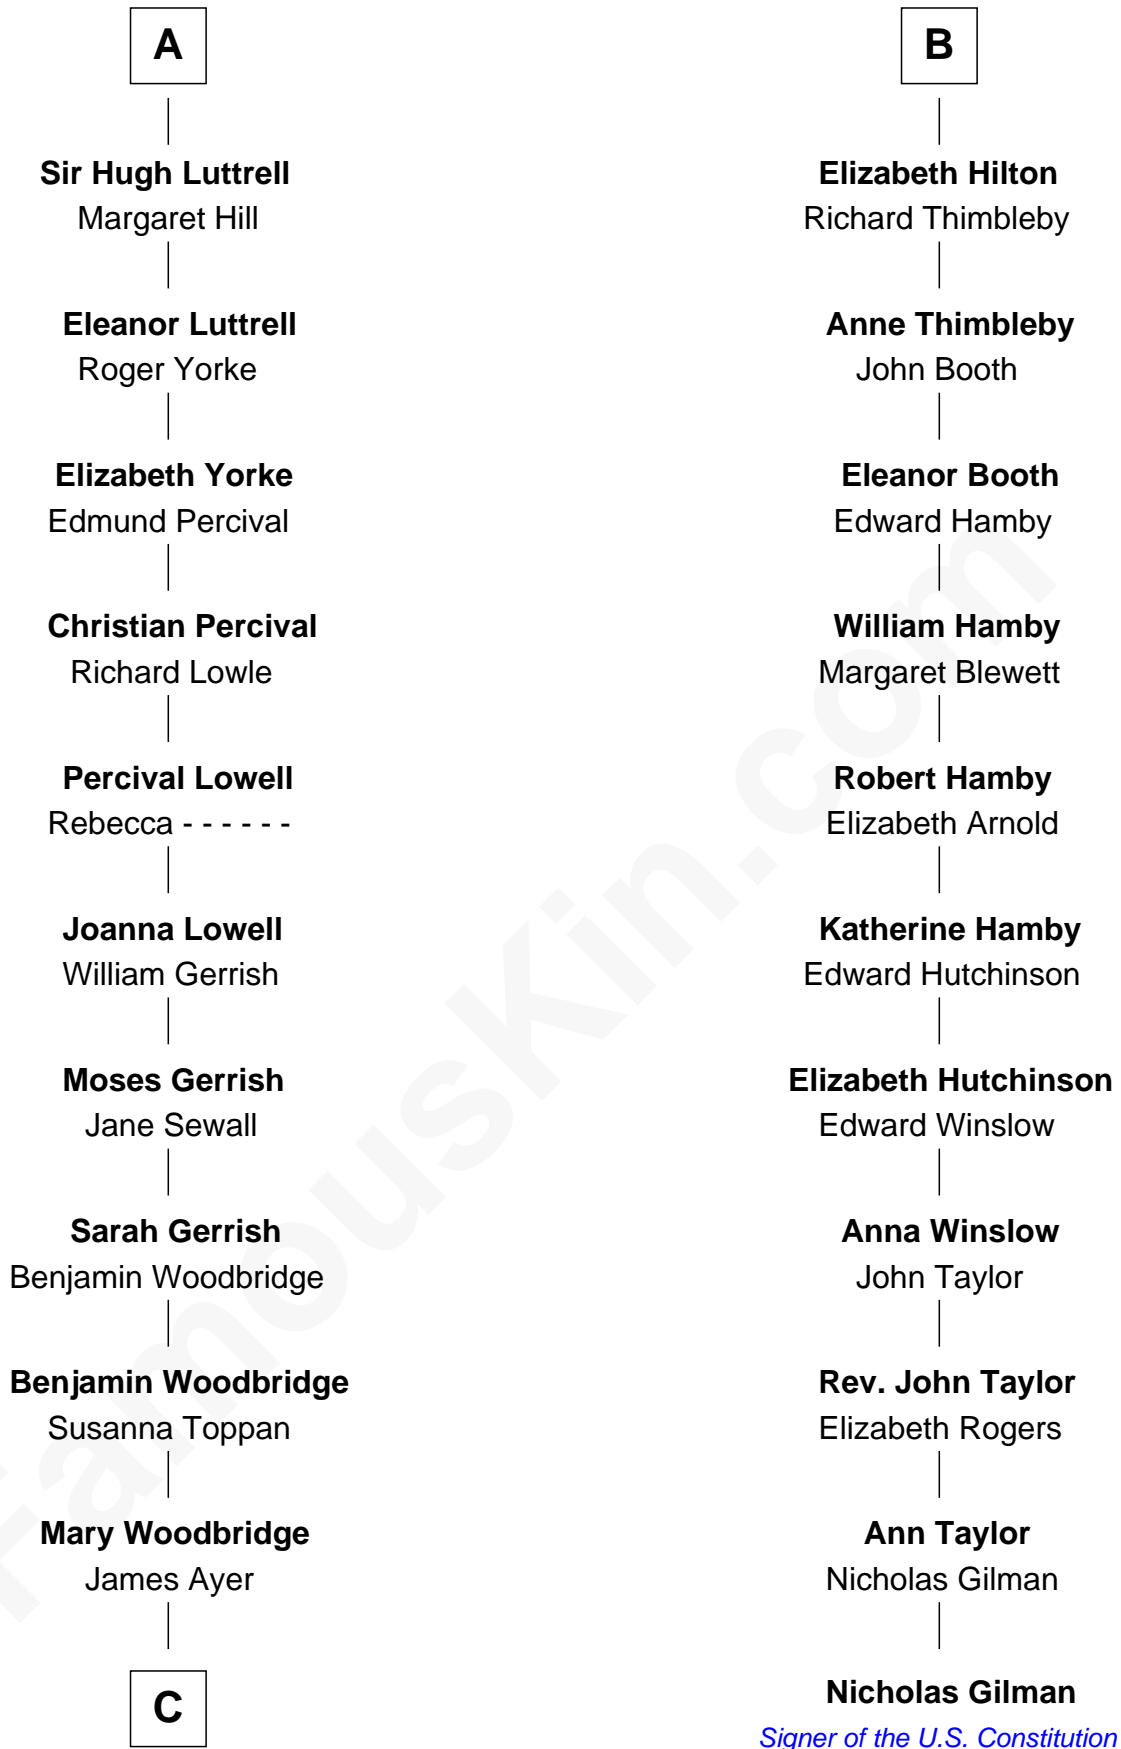 A
Sir Hugh Luttrell
Margaret Hill
Eleanor Luttrell
Roger Yorke
Elizabeth Yorke
Edmund Percival
Christian Percival
Richard Lowle
Percival Lowell
Rebecca - - - - - -
Joanna Lowell
William Gerrish
Moses Gerrish
Jane Sewall
Sarah Gerrish
Benjamin Woodbridge
Benjamin Woodbridge
Susanna Toppan
Mary Woodbridge
James Ayer
C
B
Elizabeth Hilton
Richard Thimbleby
Anne Thimbleby
John Booth
Eleanor Booth
Edward Hamby
William Hamby
Margaret Blewett
Robert Hamby
Elizabeth Arnold
Katherine Hamby
Edward Hutchinson
Elizabeth Hutchinson
Edward Winslow
Anna Winslow
John Taylor
Rev. John Taylor
Elizabeth Rogers
Ann Taylor
Nicholas Gilman
Nicholas Gilman
Signer of the U.S. Constitution
FamousKin.com